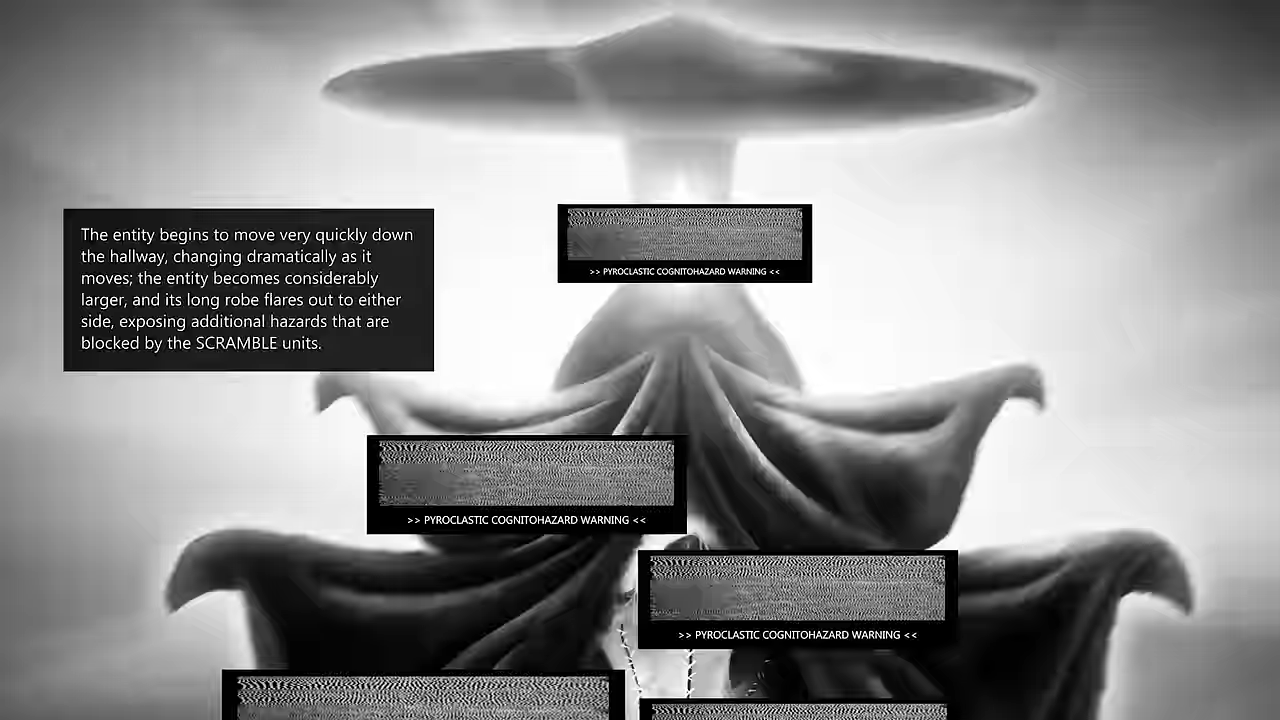 The entity begins to move very quickly down
the hallway, changing dramatically as it
moves; the entity becomes considerably
larger, and its long robe flares out to either
side, exposing additional hazards that are
blocked by the SCRAMBLE units.
>> PYROCLASTIC COGNITOHAZARD WARNING <<
>> PYROCLASTIC COGNITOHAZARD WARNING <<
>> PYROCLASTIC COGNITOHAZARD WARNING <<